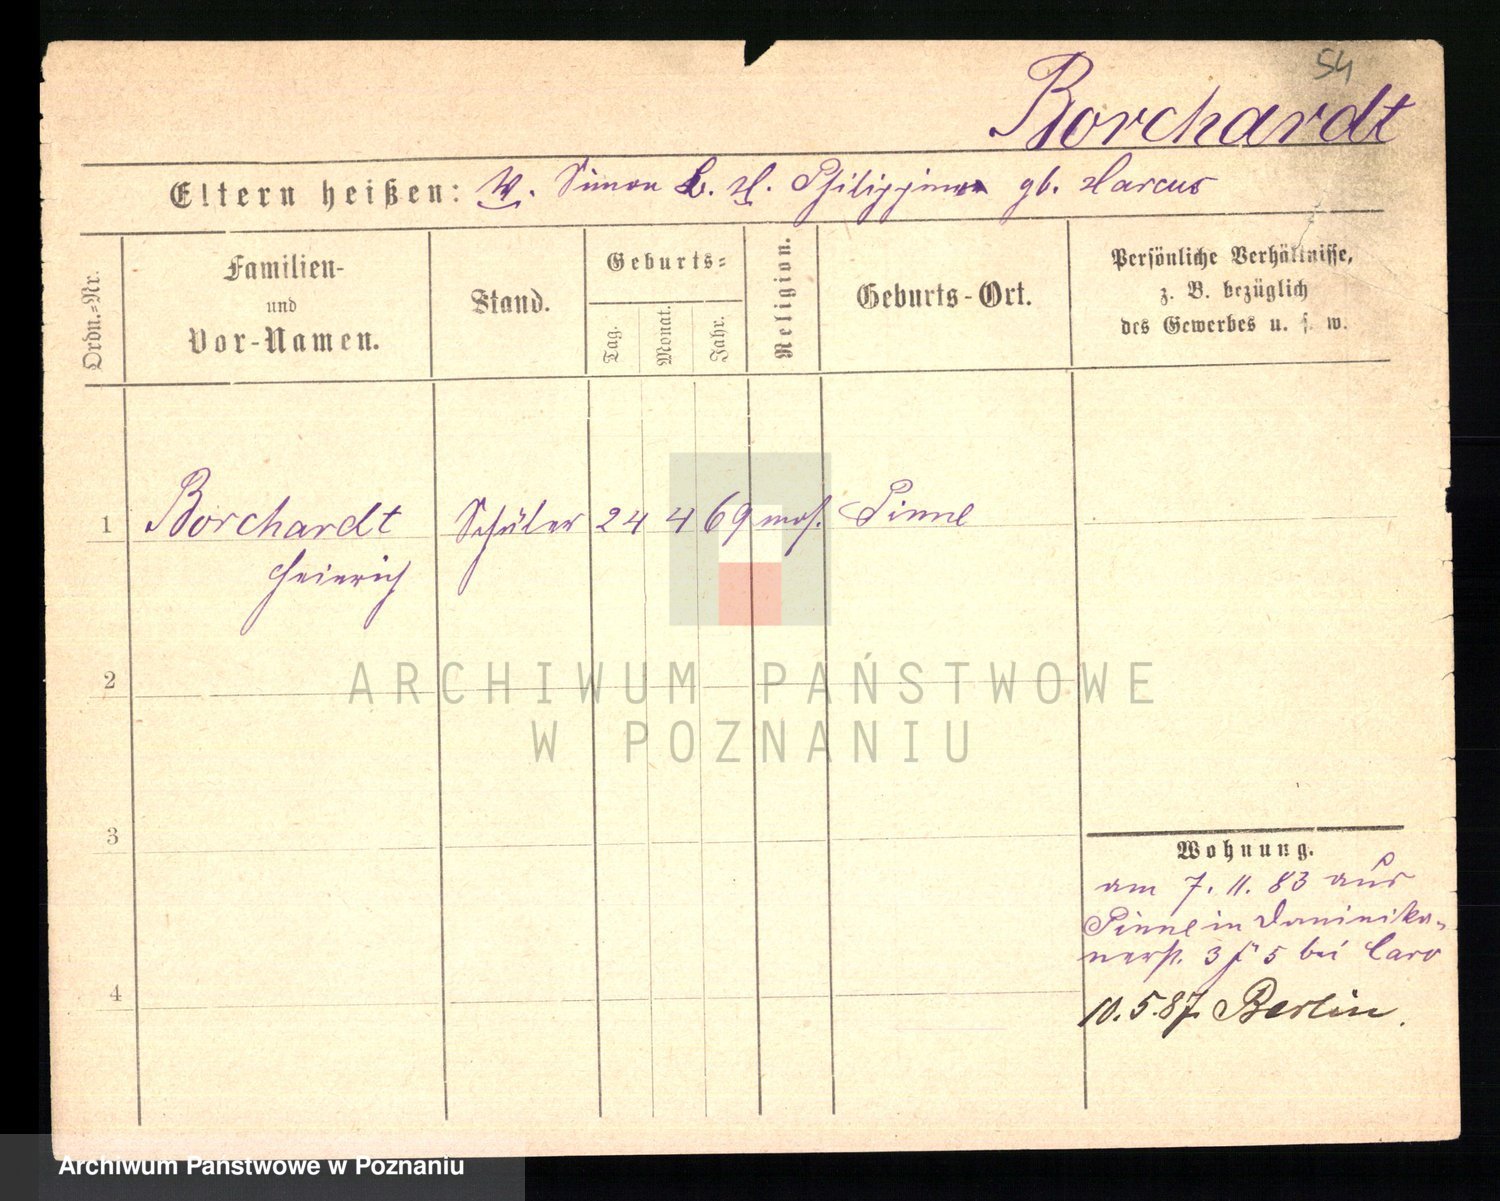 54
Borchardt
Eltern heißen: V. Simon B. M. Philippine gb. Marcus
Ordn.-Nr.
Familien-
und
Vor-Namen.
Stand.
Geburts-
Tag.
Monat.
Jahr.
Religion.
Geburts-Ort.
Persönliche Verhältnisse,
z. B. bezüglich
des Gewerbes u. s. w.
1 Borchardt Schüler 24 4 69 mos. Pinne
Heinrich
2
ARCHIWUM PAŃSTWOWE
W POZNANIU
3
Wohnung.
am 7. 11. 83 aus
Pinne in Dominika-
nerst. 3 5 bei Caro
4
10. 5. 87. Berlin.
Archiwum Państwowe w Poznaniu